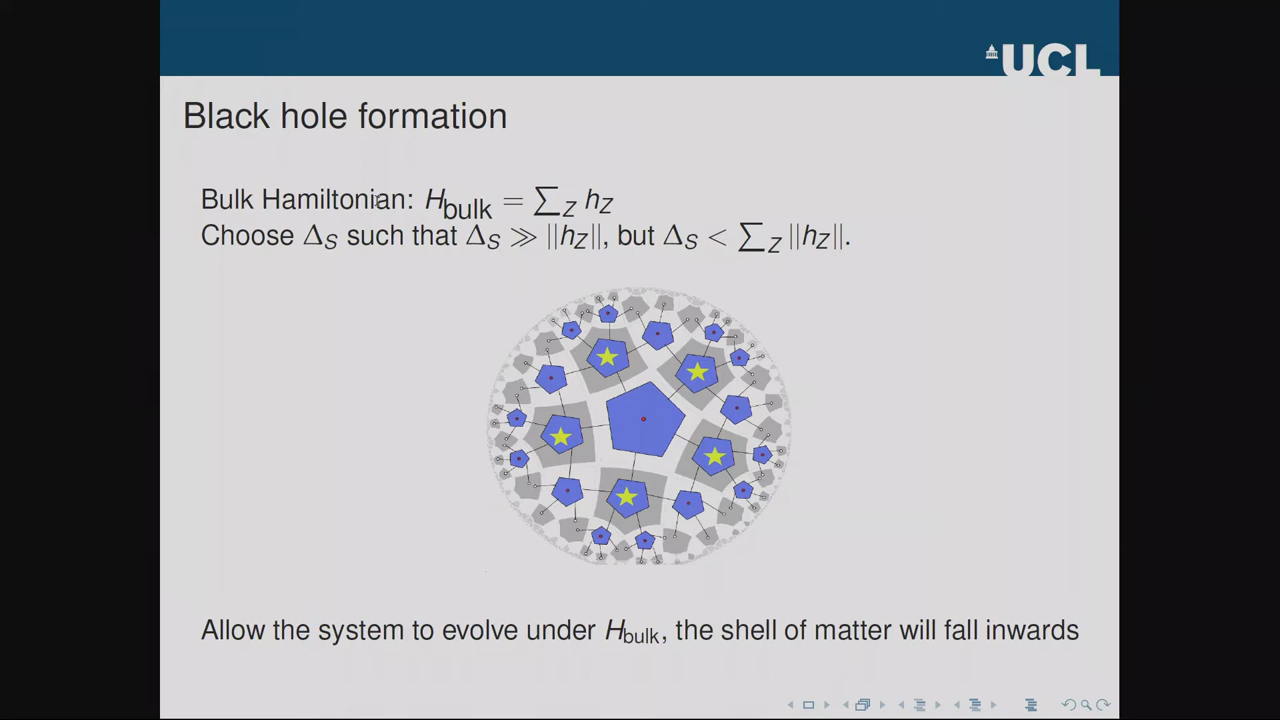 UCL
Black hole formation
Bulk Hamiltonian: H_bulk = ∑_Z h_Z
Choose Δ_S such that Δ_S ≫ ||h_Z||, but Δ_S < ∑_Z ||h_Z||.
Allow the system to evolve under H_bulk, the shell of matter will fall inwards